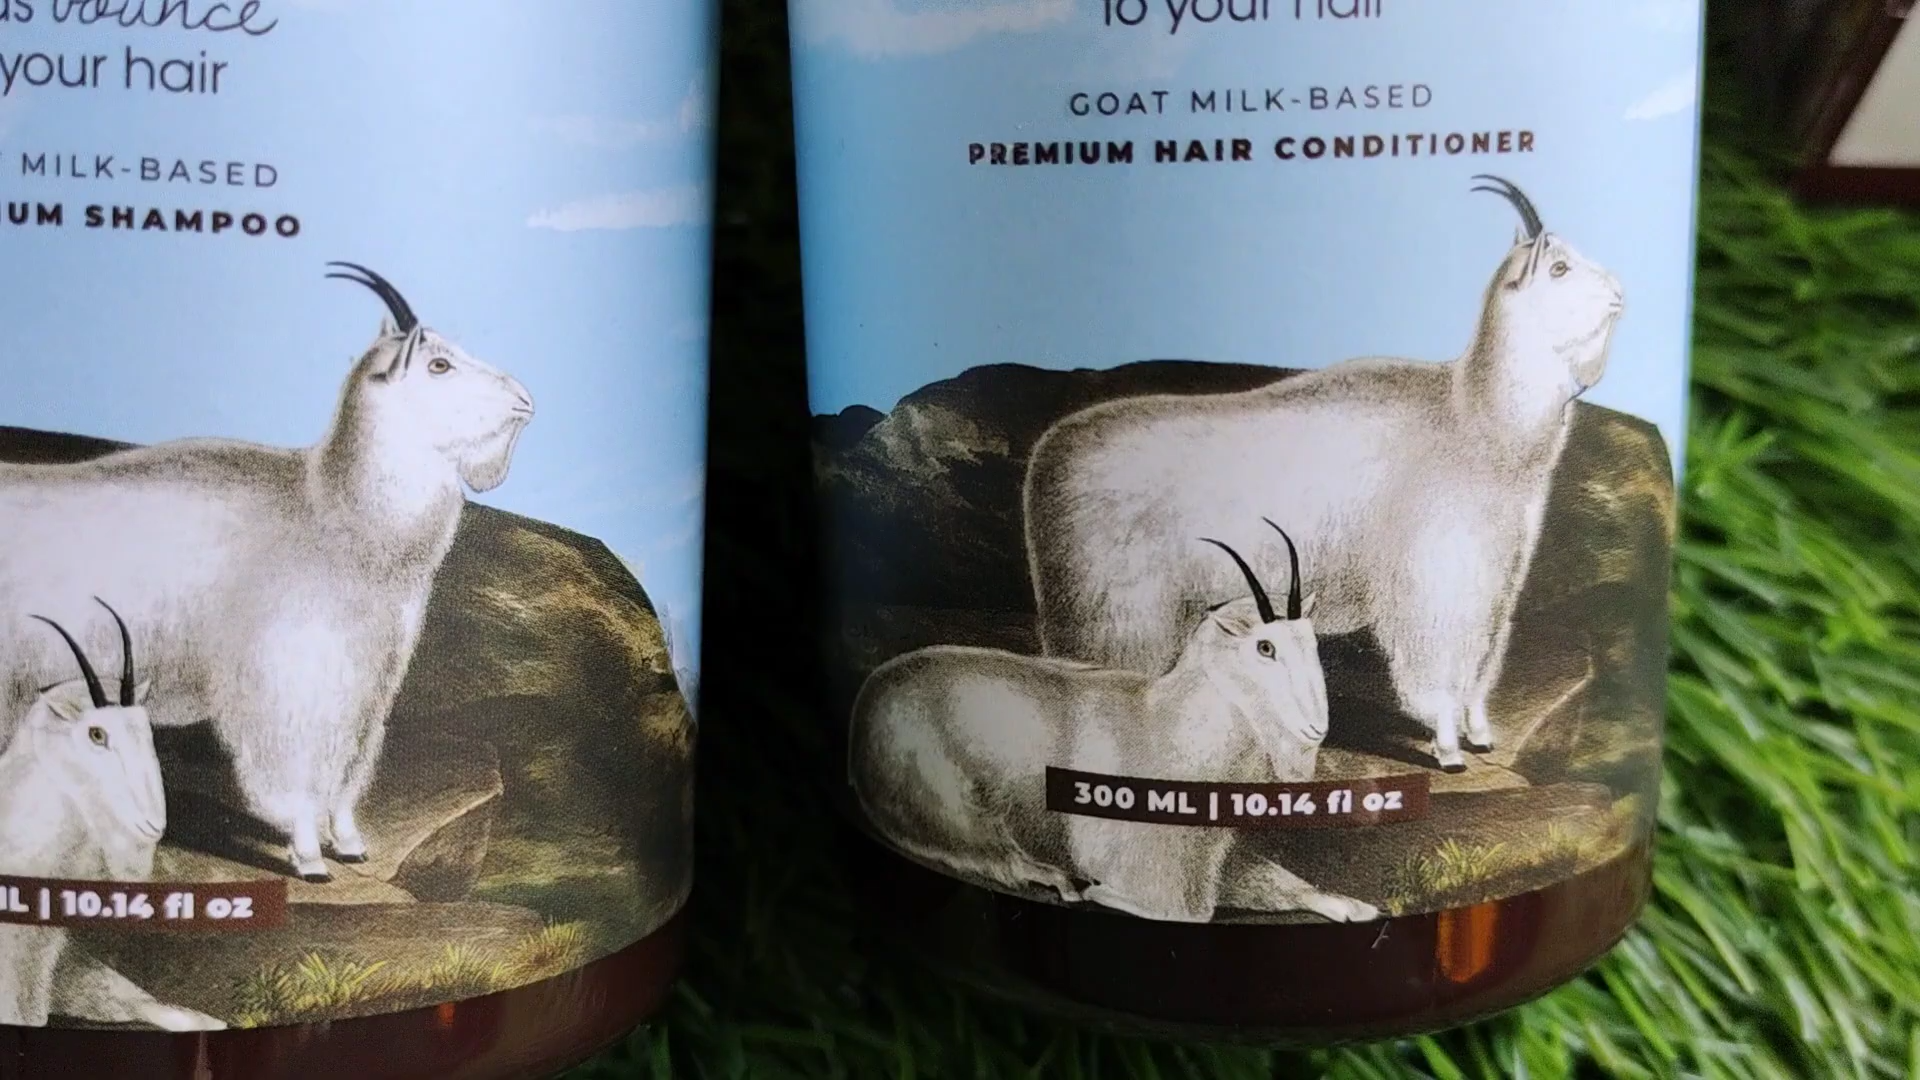 bounce
your hair
MILK-BASED
SHAMPOO
10.14 fl oz
to your hair
GOAT MILK-BASED
PREMIUM HAIR CONDITIONER
300 ML | 10.14 fl oz